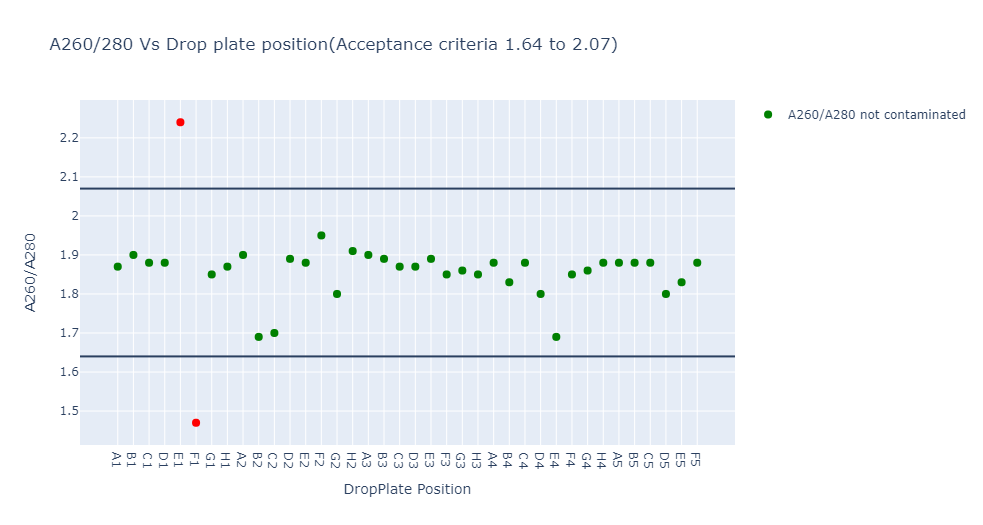 A260/280 Vs Drop plate position(Acceptance criteria 1.64 to 2.07)
A260/A280 not contaminated
2.2
2.1
2
1.9
1.8
1.7
1.6
1.5
A260/A280
A1 B1 C1 D1 E1 F1 G1 H1 A2 B2 C2 D2 E2 F2 G2 H2 A3 B3 C3 D3 E3 F3 G3 H3 A4 B4 C4 D4 E4 F4 G4 H4 A5 B5 C5 D5 E5 F5
DropPlate Position